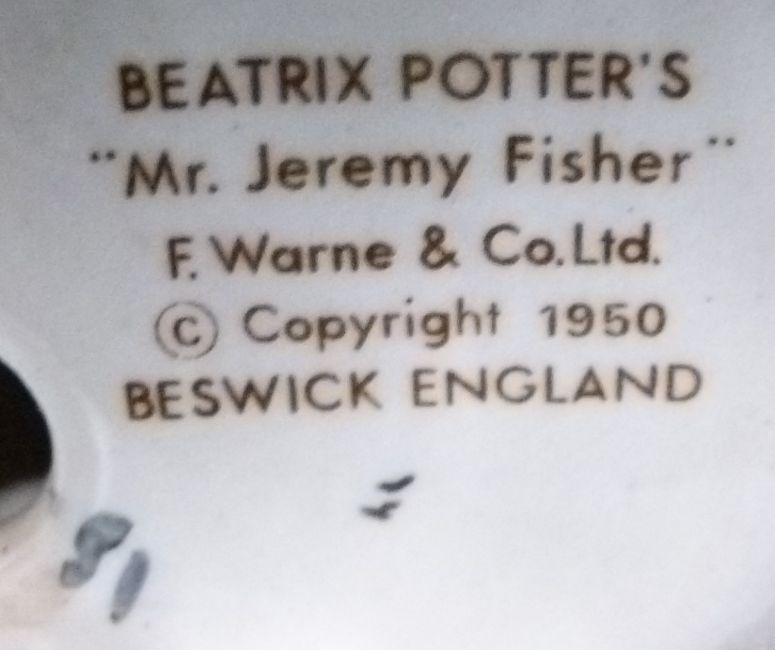 BEATRIX POTTER'S
"Mr. Jeremy Fisher"
F. Warne & Co. Ltd.
© Copyright 1950
BESWICK ENGLAND